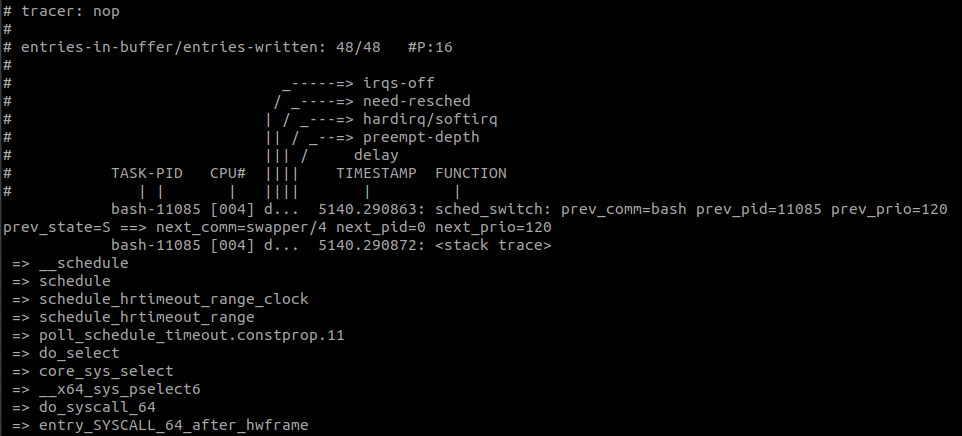 # tracer: nop
#
# entries-in-buffer/entries-written: 48/48   #P:16
#
#                              _-----=> irqs-off
#                             / _----=> need-resched
#                            | / _---=> hardirq/softirq
#                            || / _--=> preempt-depth
#                            ||| /     delay
#           TASK-PID   CPU#  ||||    TIMESTAMP  FUNCTION
#              | |       |   ||||       |         |
            bash-11085 [004] d...  5140.290863: sched_switch: prev_comm=bash prev_pid=11085 prev_prio=120
prev_state=S ==> next_comm=swapper/4 next_pid=0 next_prio=120
            bash-11085 [004] d...  5140.290872: <stack trace>
 => __schedule
 => schedule
 => schedule_hrtimeout_range_clock
 => schedule_hrtimeout_range
 => poll_schedule_timeout.constprop.11
 => do_select
 => core_sys_select
 => __x64_sys_pselect6
 => do_syscall_64
 => entry_SYSCALL_64_after_hwframe